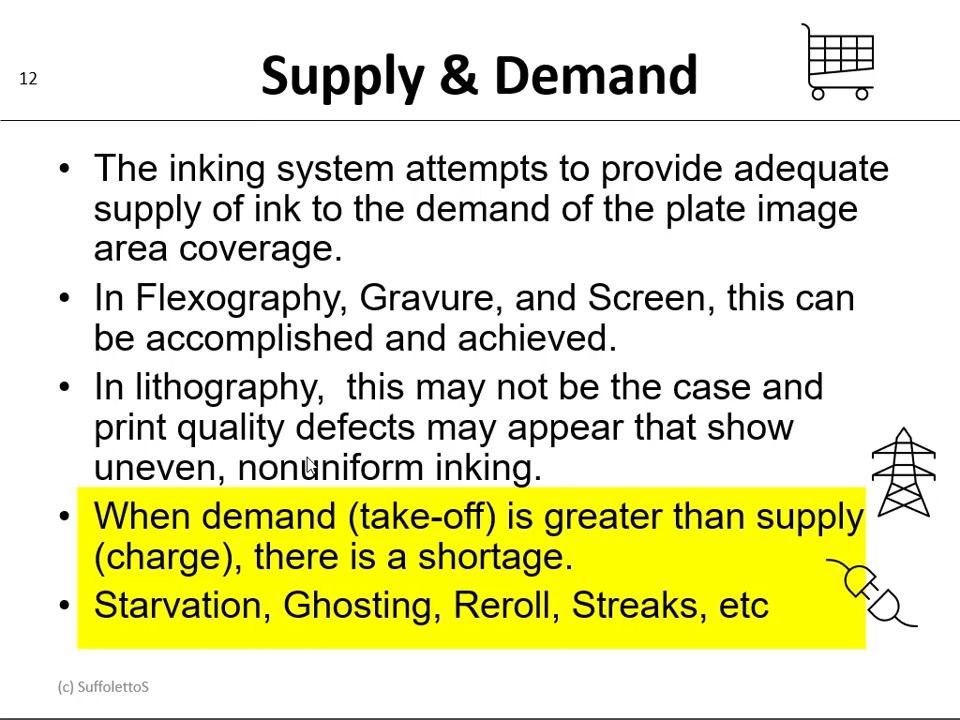 12
Supply & Demand
• The inking system attempts to provide adequate
supply of ink to the demand of the plate image
area coverage.
• In Flexography, Gravure, and Screen, this can
be accomplished and achieved.
• In lithography,  this may not be the case and
print quality defects may appear that show
uneven, nonuniform inking.
• When demand (take-off) is greater than supply
(charge), there is a shortage.
• Starvation, Ghosting, Reroll, Streaks, etc
(c) SuffolettoS